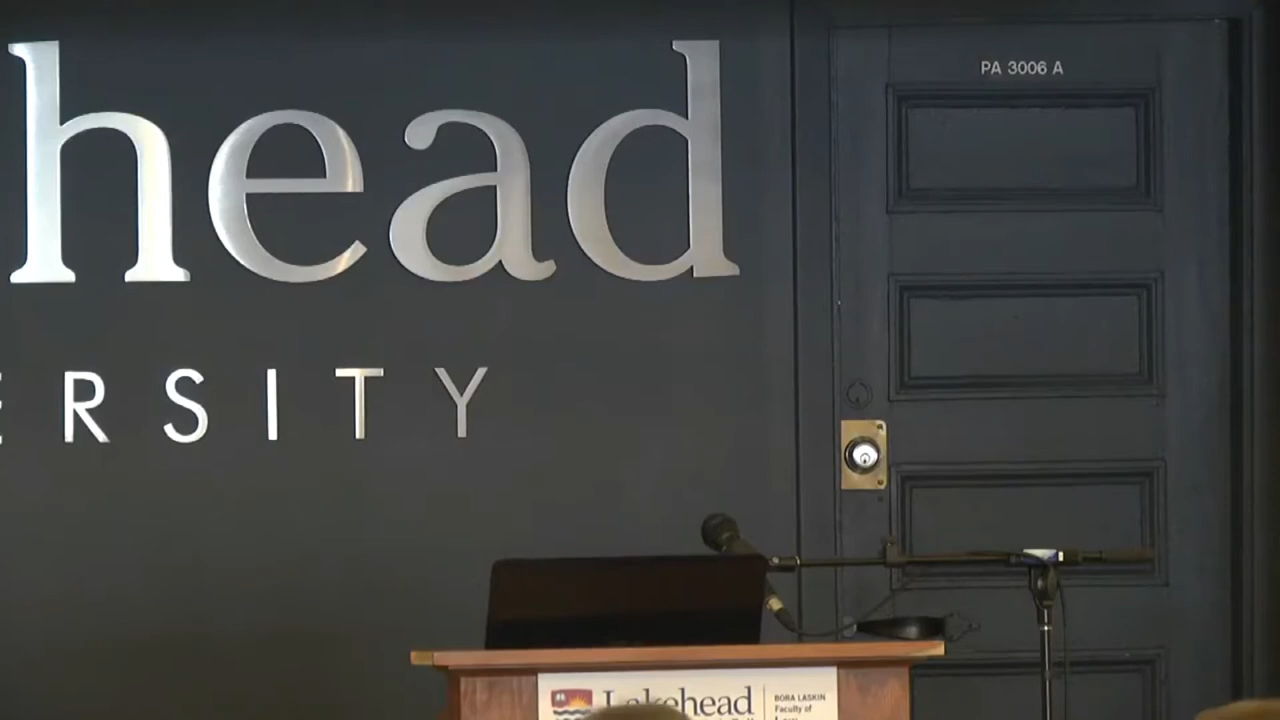 head
PA 3006 A
ERSITY
Lakehead
BORA LASKIN
Faculty of